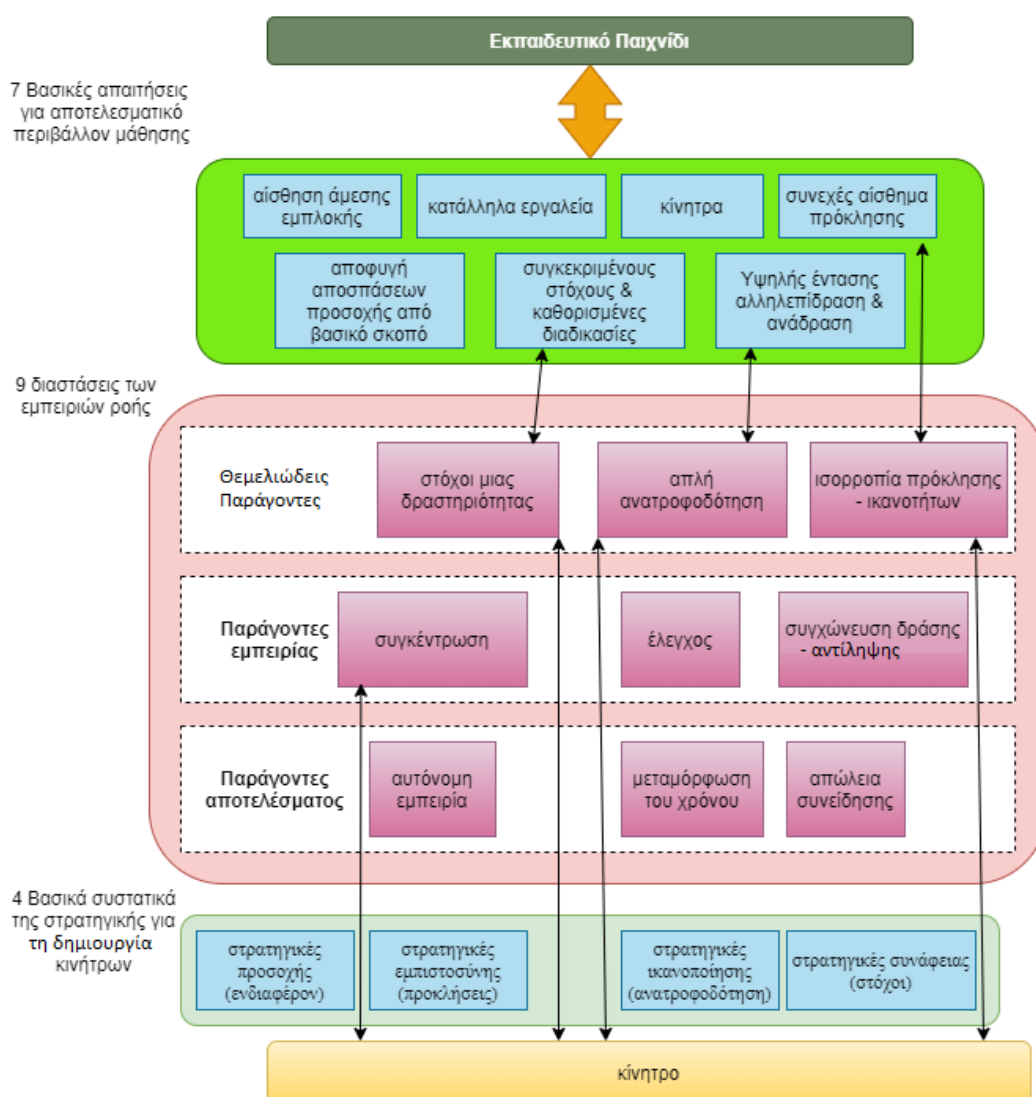 Εκπαιδευτικό Παιχνίδι
7 Βασικές απαιτήσεις
για αποτελεσματικό
περιβάλλον μάθησης
αίσθηση άμεσης
εμπλοκής
κατάλληλα εργαλεία
κίνητρα
συνεχές αίσθημα
πρόκλησης
αποφυγή
αποσπάσεων
προσοχής από
βασικό σκοπό
συγκεκριμένους
στόχους &
καθορισμένες
διαδικασίες
Υψηλής έντασης
αλληλεπίδραση &
ανάδραση
9 διαστάσεις των
εμπειριών ροής
Θεμελιώδεις
Παράγοντες
στόχοι μιας
δραστηριότητας
απλή
ανατροφοδότηση
ισορροπία πρόκλησης
- ικανοτήτων
Παράγοντες
εμπειρίας
συγκέντρωση
έλεγχος
συγχώνευση δράσης
- αντίληψης
Παράγοντες
αποτελέσματος
αυτόνομη
εμπειρία
μεταμόρφωση
του χρόνου
απώλεια
συνείδησης
4 Βασικά συστατικά
της στρατηγικής για
τη δημιουργία
κινήτρων
στρατηγικές
προσοχής
(ενδιαφέρον)
στρατηγικές
εμπιστοσύνης
(προκλήσεις)
στρατηγικές
ικανοποίησης
(ανατροφοδότηση)
στρατηγικές συνάφειας
(στόχοι)
κίνητρο